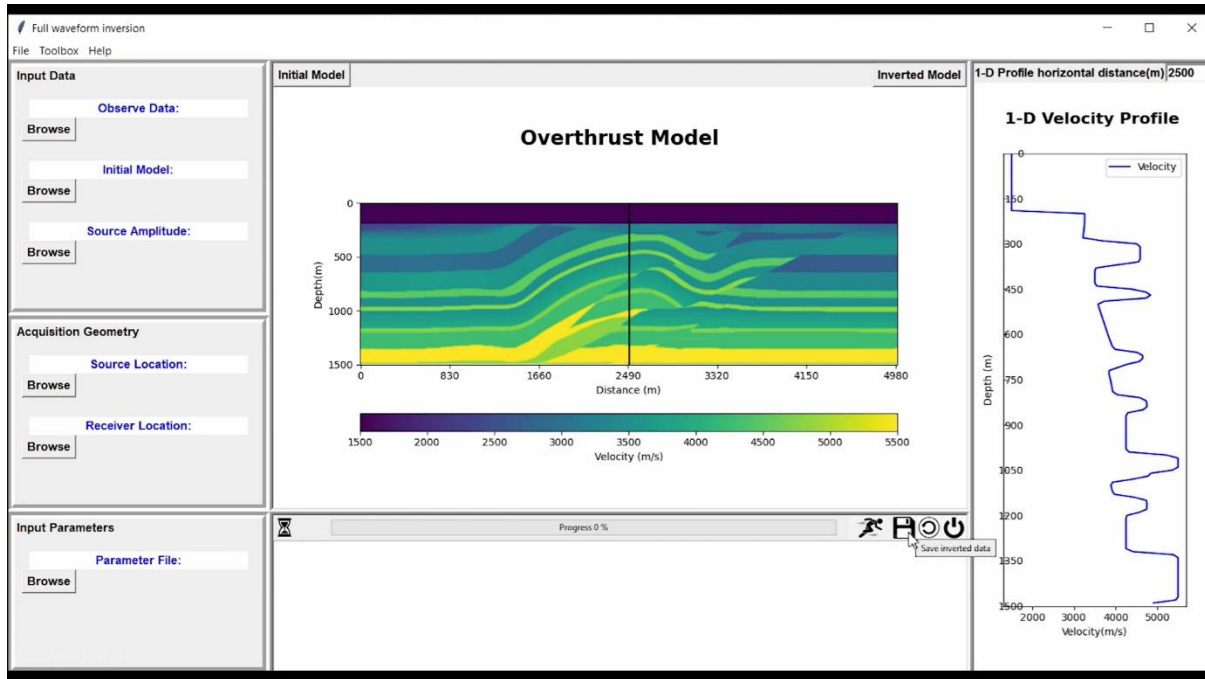 Full waveform inversion
File Toolbox Help
Input Data
Observe Data:
Browse
Initial Model:
Browse
Source Amplitude:
Browse
Acquisition Geometry
Source Location:
Browse
Receiver Location:
Browse
Input Parameters
Parameter File:
Browse
Initial Model
Inverted Model
Overthrust Model
0
500
1000
1500
Depth(m)
0 830 1660 2490 3320 4150 4980
Distance (m)
1500 2000 2500 3000 3500 4000 4500 5000 5500
Velocity (m/s)
Progress 0 %
Save inverted data
1-D Profile horizontal distance(m) 2500
1-D Velocity Profile
Velocity
0
150
300
450
600
750
900
1050
1200
1350
1500
Depth (m)
2000 3000 4000 5000
Velocity(m/s)